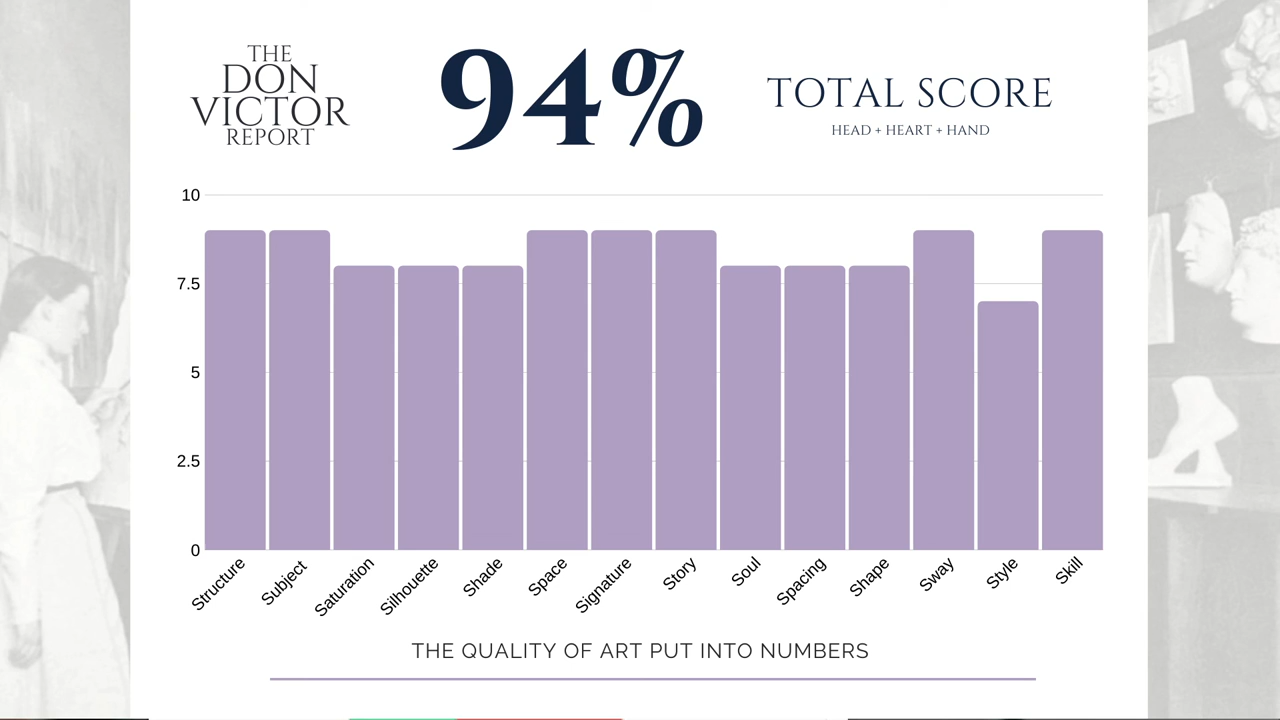 THE
DON
VICTOR
REPORT
94%
TOTAL SCORE
HEAD + HEART + HAND
10
7.5
5
2.5
0
Structure
Subject
Saturation
Silhouette
Shade
Space
Signature
Story
Soul
Spacing
Shape
Sway
Style
Skill
THE QUALITY OF ART PUT INTO NUMBERS